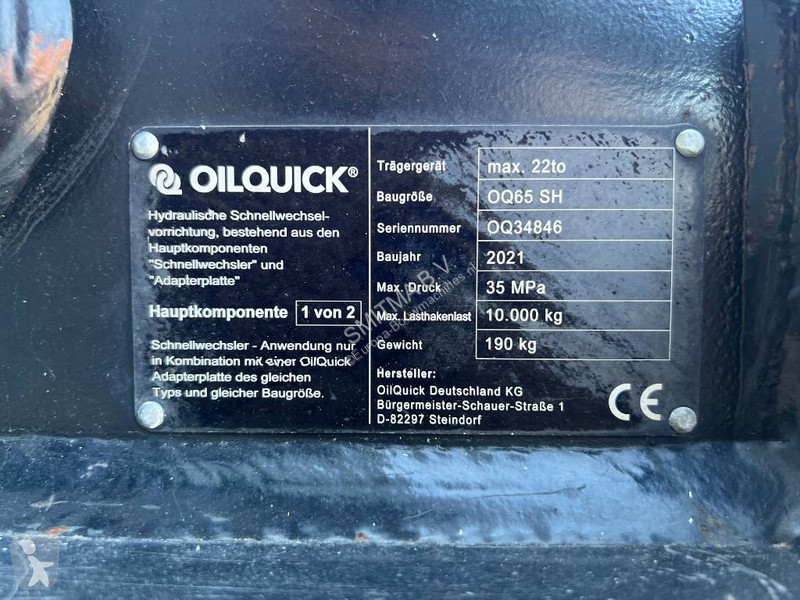 OILQUICK®
Hydraulische Schnellwechsel-
vorrichtung, bestehend aus den
Hauptkomponenten
"Schnellwechsler" und
"Adapterplatte"
Hauptkomponente 1 von 2
Schnellwechsler - Anwendung nur
in Kombination mit einer OilQuick
Adapterplatte des gleichen
Typs und gleicher Baugröße.
Trägergerät max. 22to
Baugröße OQ65 SH
Seriennummer OQ34846
Baujahr 2021
Max. Druck 35 MPa
Max. Lasthakenlast 10.000 kg
Gewicht 190 kg
Hersteller:
OilQuick Deutschland KG
Bürgermeister-Schauer-Straße 1
D-82297 Steindorf
CE
SMITMA B.V.